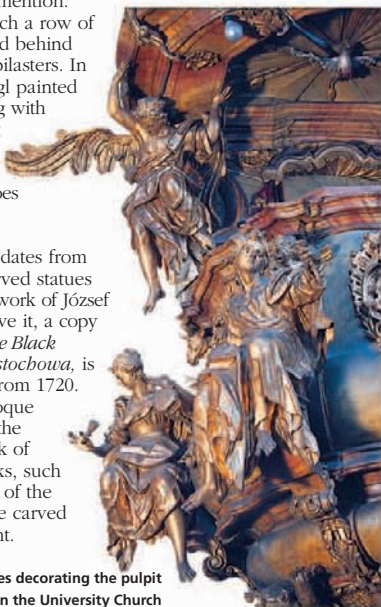 mention.
ch a row of
d behind
pilasters. In
gl painted
g with
es
dates from
rved statues
work of József
ve it, a copy
e Black
stochowa, is
rom 1720.
oque
the
k of
ks, such
of the
e carved
nt.
es decorating the pulpit
n the University Church